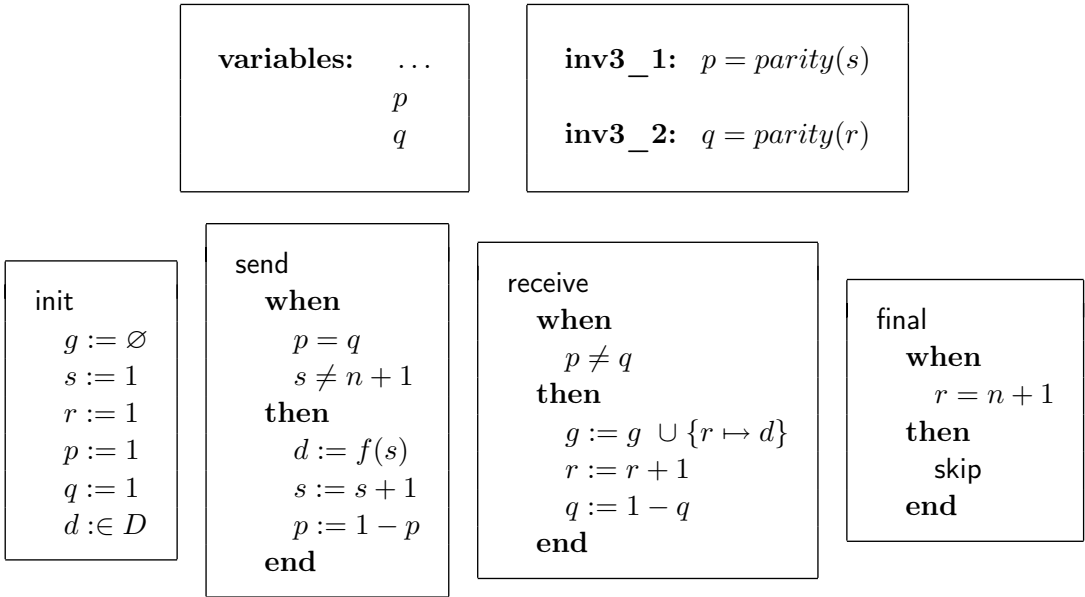 variables: …
p
q
inv3_1: p = parity(s)
inv3_2: q = parity(r)
init
g := ∅
s := 1
r := 1
p := 1
q := 1
d :∈ D
send
when
p = q
s ≠ n + 1
then
d := f(s)
s := s + 1
p := 1 − p
end
receive
when
p ≠ q
then
g := g ∪ {r ↦ d}
r := r + 1
q := 1 − q
end
final
when
r = n + 1
then
skip
end